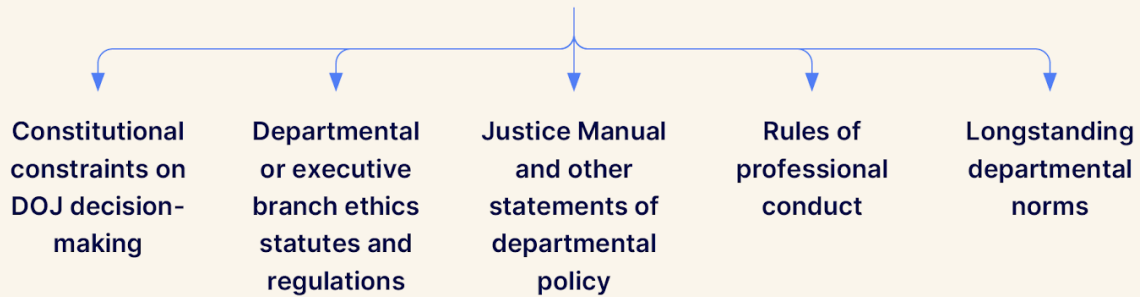 Constitutional
constraints on
DOJ decision-
making
Departmental
or executive
branch ethics
statutes and
regulations
Justice Manual
and other
statements of
departmental
policy
Rules of
professional
conduct
Longstanding
departmental
norms